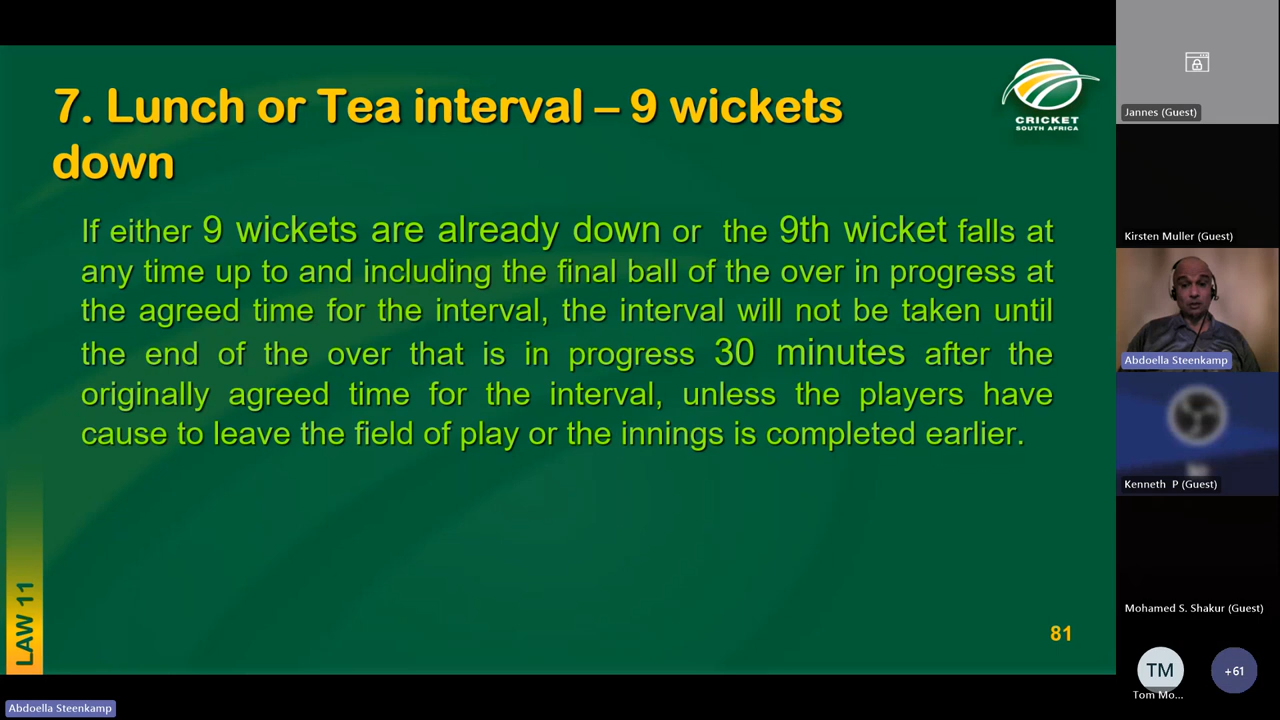 7. Lunch or Tea interval – 9 wickets
down
CRICKET
SOUTH AFRICA
If either 9 wickets are already down or the 9th wicket falls at
any time up to and including the final ball of the over in progress at
the agreed time for the interval, the interval will not be taken until
the end of the over that is in progress 30 minutes after the
originally agreed time for the interval, unless the players have
cause to leave the field of play or the innings is completed earlier.
LAW 11
81
Abdoella Steenkamp
Jannes (Guest)
Kirsten Muller (Guest)
Abdoella Steenkamp
Kenneth P (Guest)
Mohamed S. Shakur (Guest)
TM
+61
Tom Mo...